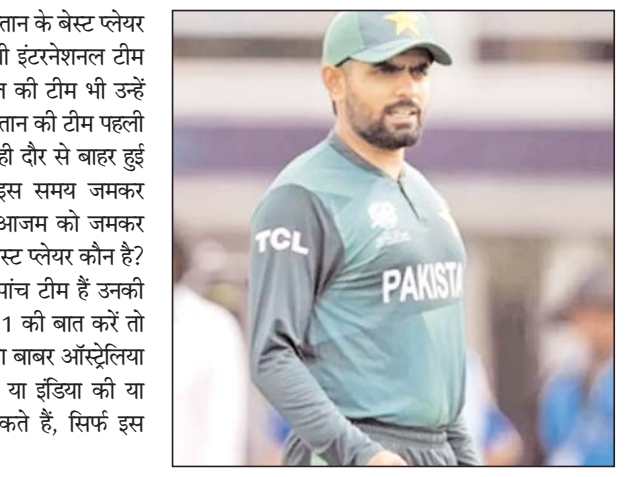 तान के बेस्ट प्लेयर
इंटरनेशनल टीम
की टीम भी उन्हें
तान की टीम पहली
ही दौर से बाहर हुई
इस समय जमकर
आजम को जमकर
स्ट प्लेयर कौन है?
पांच टीम हैं उनकी
1 की बात करें तो
बाबर ऑस्ट्रेलिया
या इंडिया की या
कते हैं, सिर्फ इस
TCL
PAKISTA